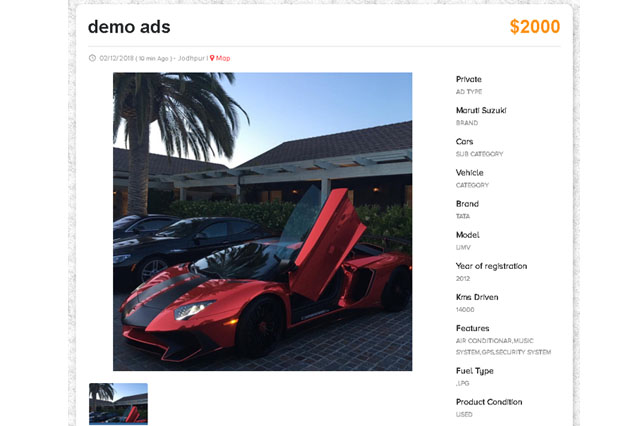 demo ads
$2000
02/12/2018 ( 10 min Ago ) - Jodhpur | Map
Private
AD TYPE
Maruti Suzuki
BRAND
Cars
SUB CATEGORY
Vehicle
CATEGORY
Brand
TATA
Model
UMV
Year of registration
2012
Kms Driven
14000
Features
AIR CONDITIONAR,MUSIC
SYSTEM,GPS,SECURITY SYSTEM
Fuel Type
,LPG
Product Condition
USED